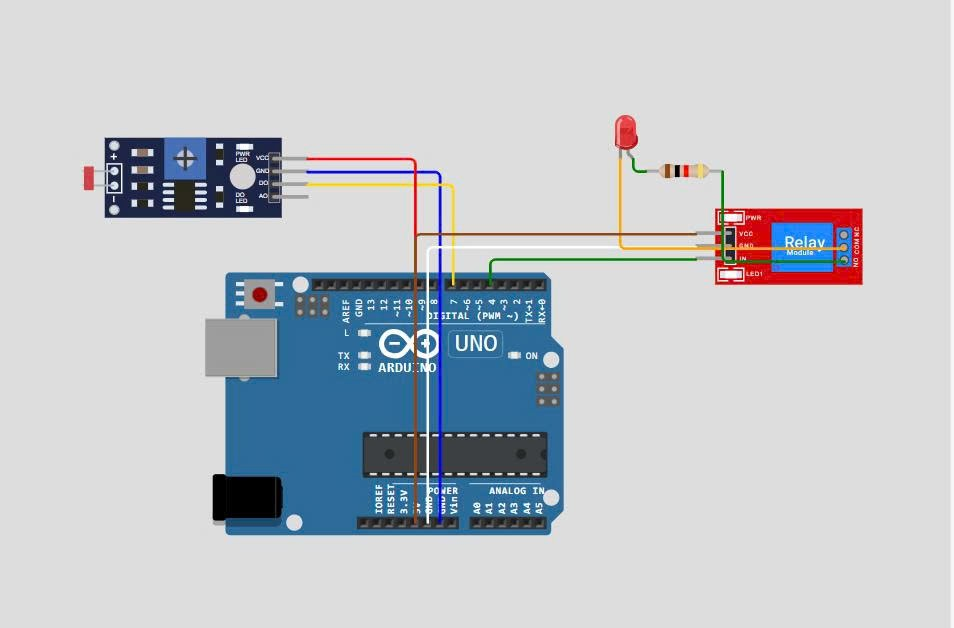 +
PWR
LED
VCC
GND
DO
AO
DO
LED
−
PWR
VCC
GND
IN
LED1
Relay
Module
NC
COM
NO
AREF
GND
13
12
~11
~10
~9
8
7
~6
~5
4
~3
2
TX→1
RX←0
DIGITAL (PWM ~)
L
TX
RX
ARDUINO
UNO
ON
IOREF
RESET
3.3V
5V
GND
GND
Vin
POWER
ANALOG IN
A0
A1
A2
A3
A4
A5